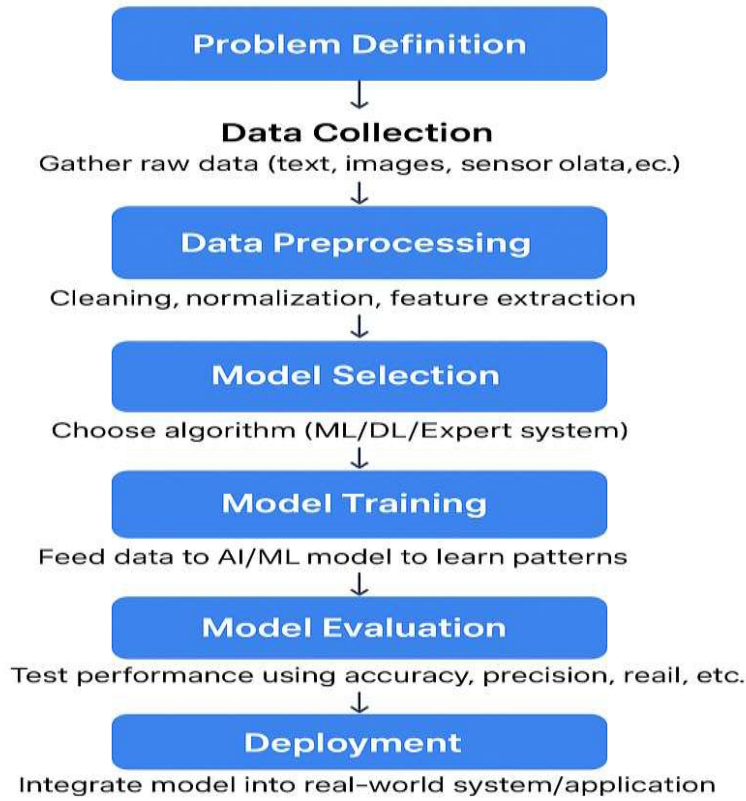 Problem Definition
Data Collection
Gather raw data (text, images, sensor olata,ec.)
Data Preprocessing
Cleaning, normalization, feature extraction
Model Selection
Choose algorithm (ML/DL/Expert system)
Model Training
Feed data to AI/ML model to learn patterns
Model Evaluation
Test performance using accuracy, precision, reail, etc.
Deployment
Integrate model into real-world system/application